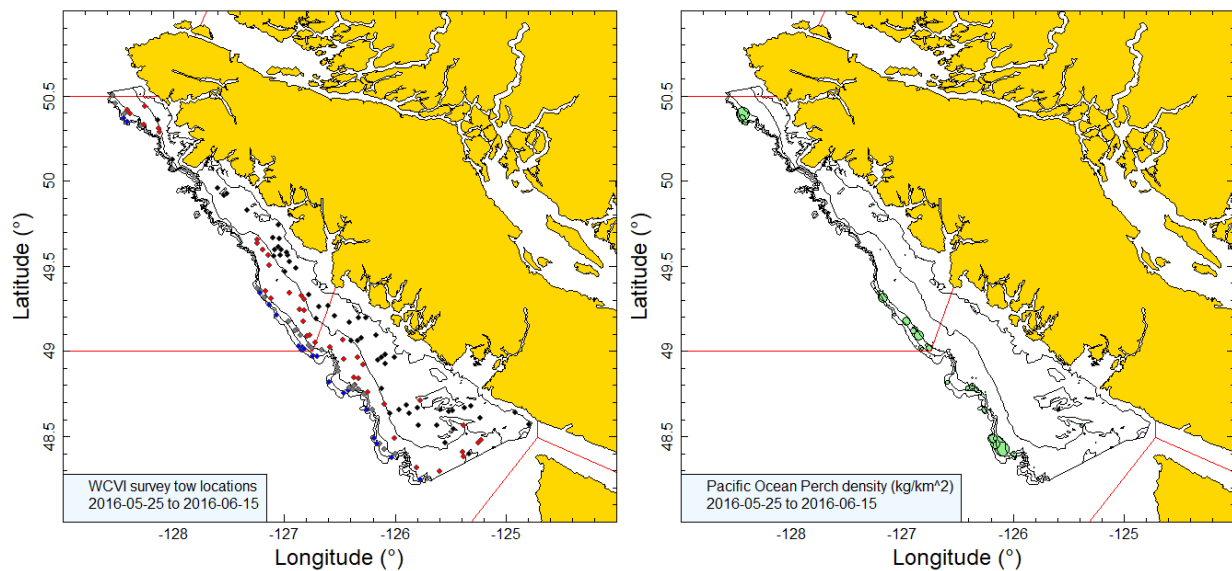 50.5
50
49.5
49
48.5
Latitude (°)
WCVI survey tow locations
2016-05-25 to 2016-06-15
-128
-127
-126
-125
Longitude (°)
50.5
50
49.5
49
48.5
Latitude (°)
Pacific Ocean Perch density (kg/km^2)
2016-05-25 to 2016-06-15
-128
-127
-126
-125
Longitude (°)